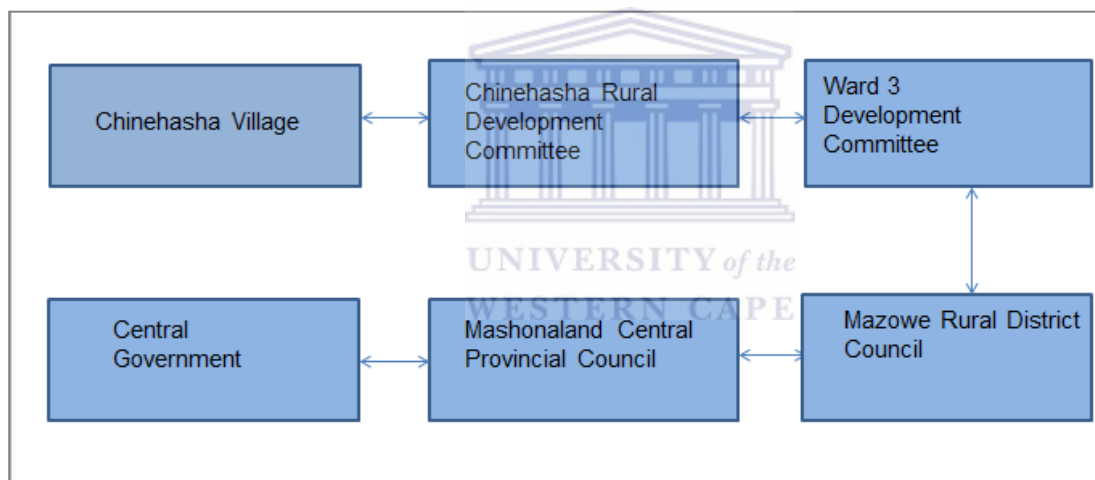 Chinehasha Village
Chinehasha Rural
Development
Committee
Ward 3
Development
Committee
UNIVERSITY of the
WESTERN CAPE
Central
Government
Mashonaland Central
Provincial Council
Mazowe Rural District
Council